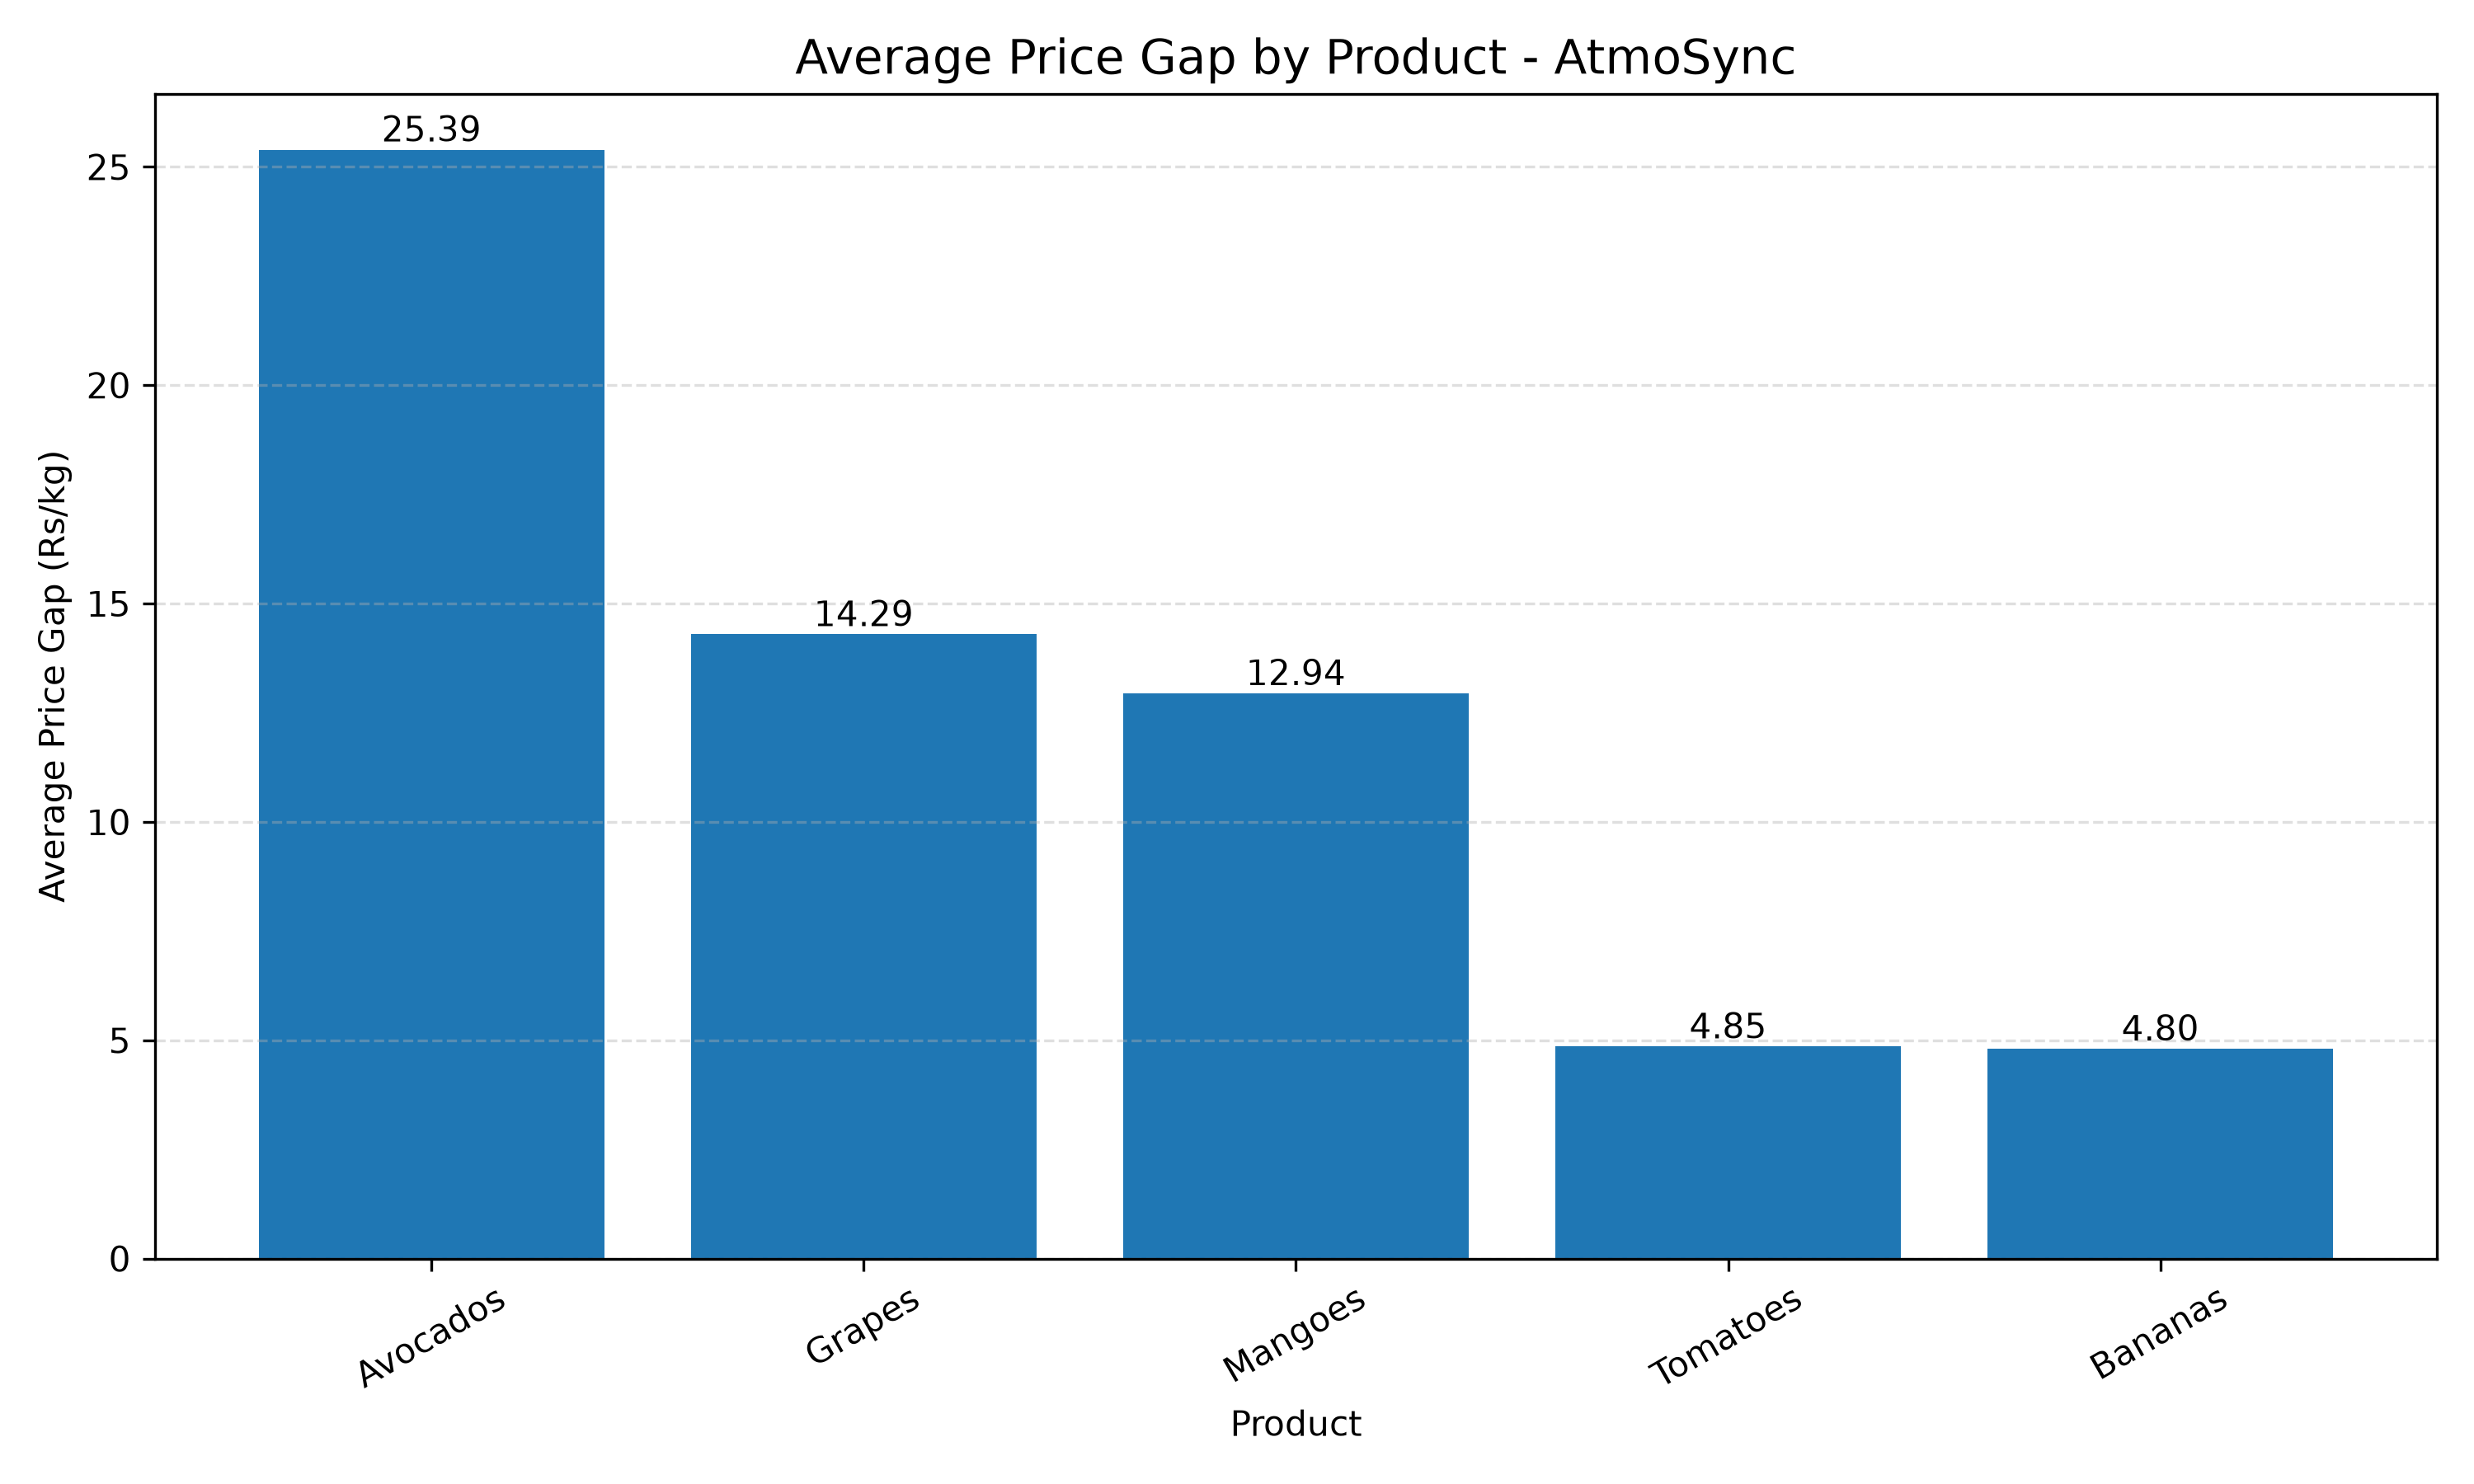 Average Price Gap by Product - AtmoSync
Average Price Gap (Rs/kg)
25
20
15
10
5
0
25.39
14.29
12.94
4.85
4.80
Avocados
Grapes
Mangoes
Tomatoes
Bananas
Product